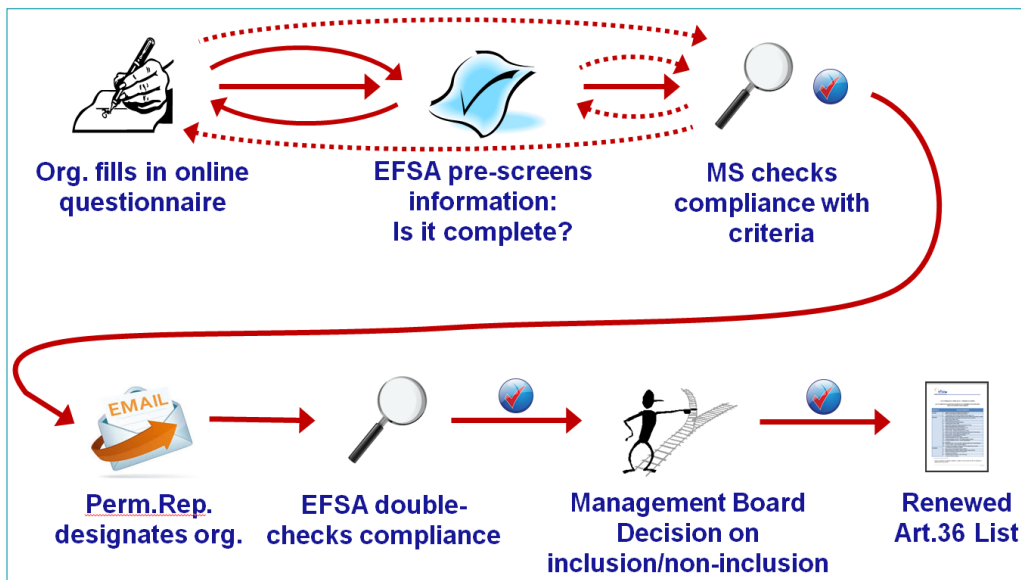 Org. fills in online
questionnaire
EFSA pre-screens
information:
Is it complete?
MS checks
compliance with
criteria
EMAIL
Perm.Rep.
designates org.
EFSA double-
checks compliance
Management Board
Decision on
inclusion/non-inclusion
Renewed
Art.36 List